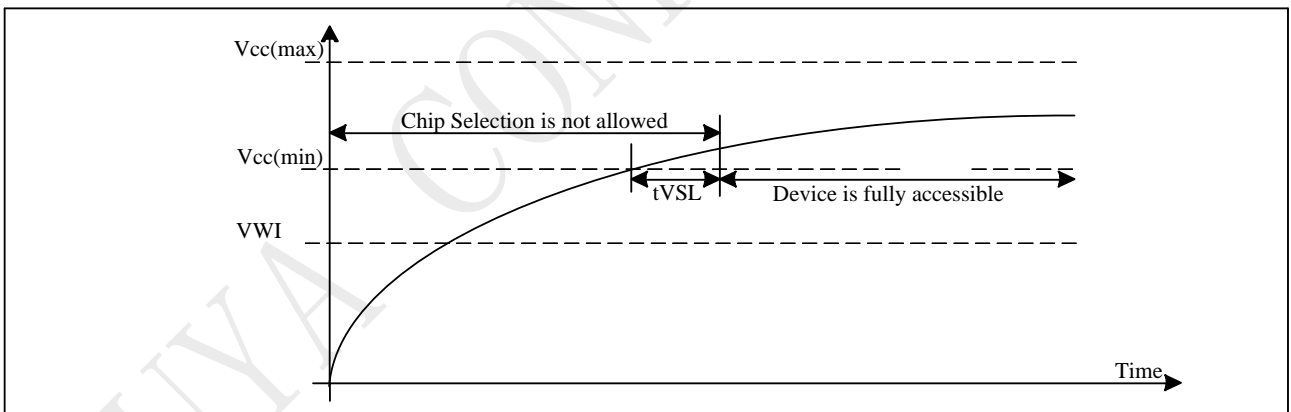 Vcc(max)
Chip Selection is not allowed
Vcc(min)
tVSL
Device is fully accessible
VWI
Time